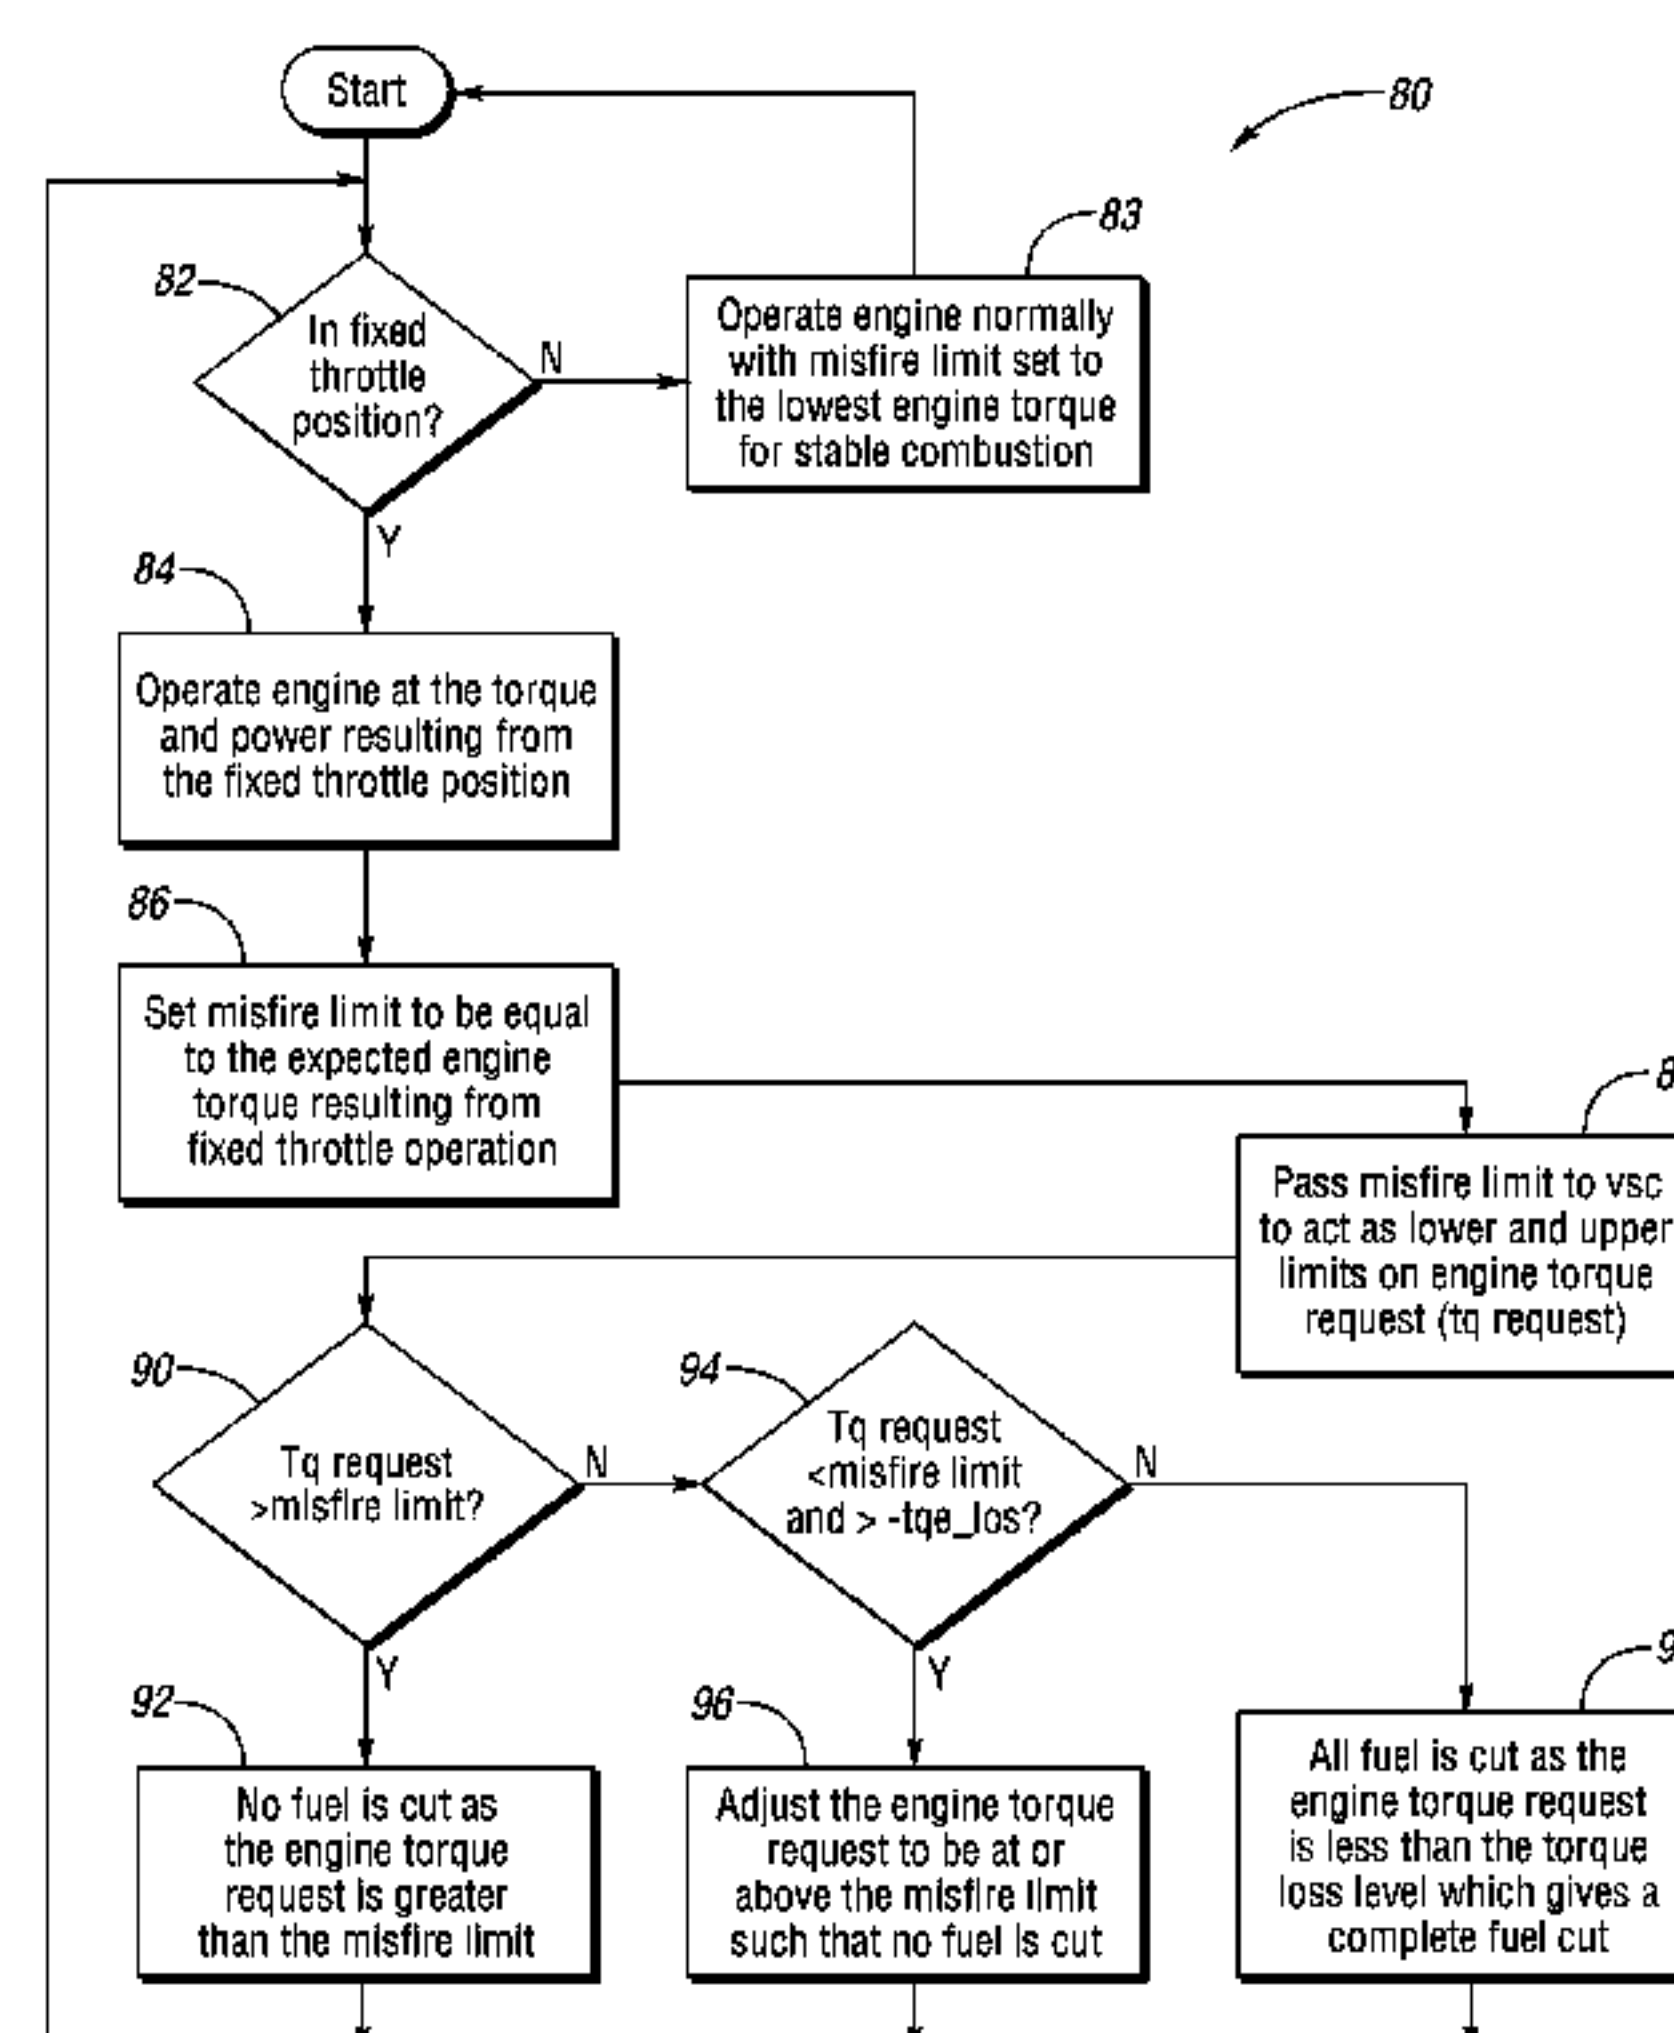 Start
80
83
82
In fixed
throttle
position?
N
Operate engine normally
with misfire limit set to
the lowest engine torque
for stable combustion
Y
84
Operate engine at the torque
and power resulting from
the fixed throttle position
86
Set misfire limit to be equal
to the expected engine
torque resulting from
fixed throttle operation
8
Pass misfire limit to vsc
to act as lower and upper
limits on engine torque
request (tq request)
90
Tq request
>misfire limit?
N
94
Tq request
<misfire limit
and > -tqe_los?
N
Y
Y
92
No fuel is cut as
the engine torque
request is greater
than the misfire limit
96
Adjust the engine torque
request to be at or
above the misfire limit
such that no fuel is cut
9
All fuel is cut as the
engine torque request
is less than the torque
loss level which gives a
complete fuel cut